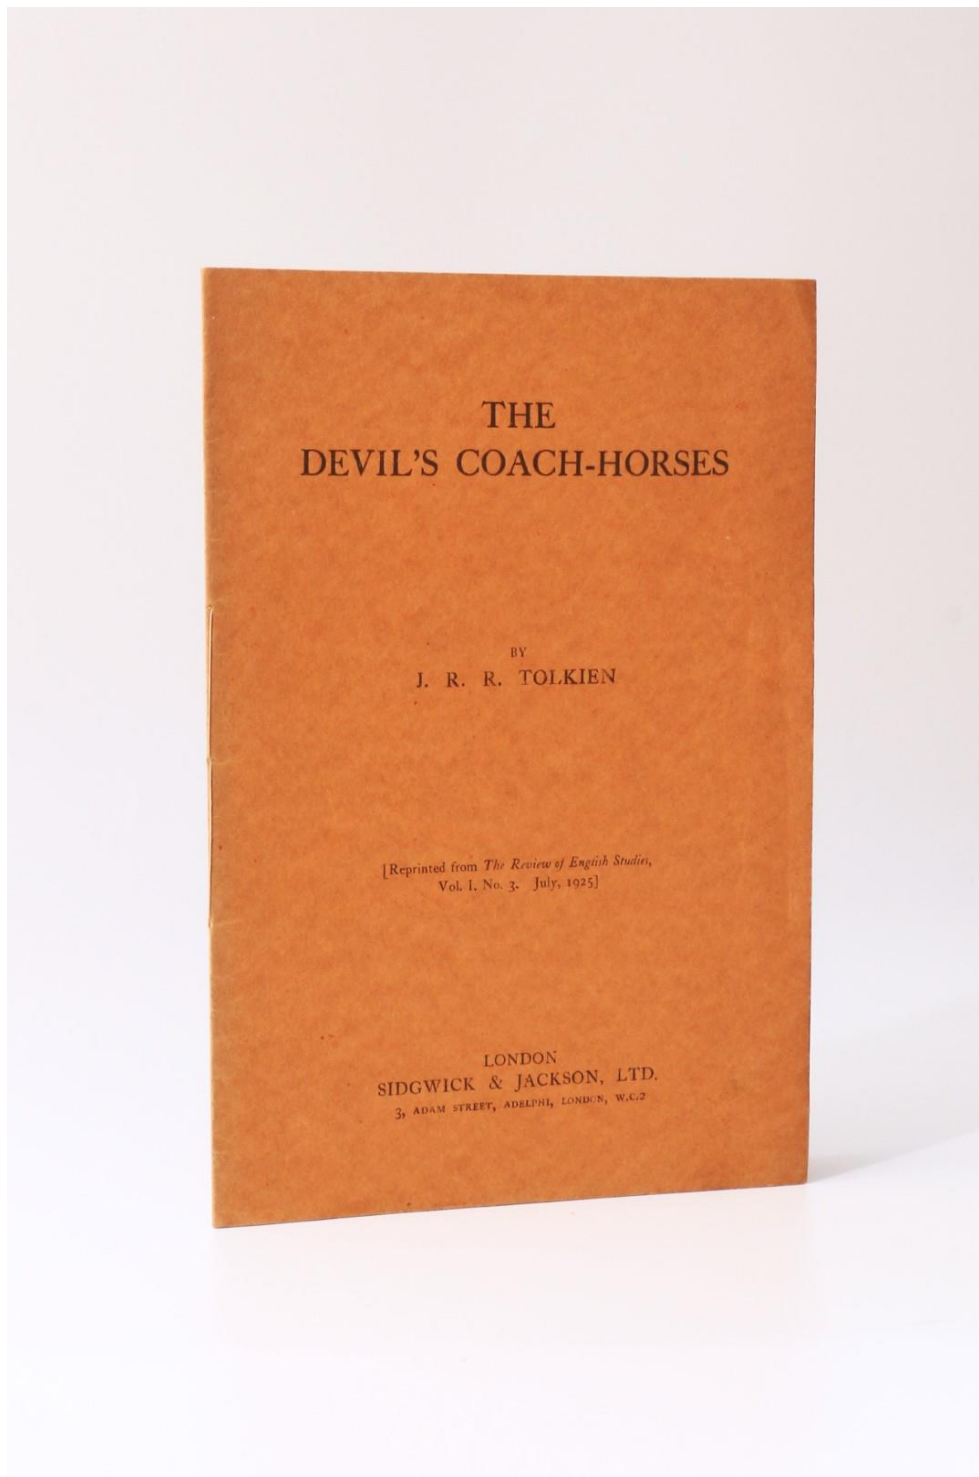 THE
DEVIL'S COACH-HORSES
BY
J. R. R. TOLKIEN
[Reprinted from The Review of English Studies,
Vol. I. No. 3. July, 1925]
LONDON
SIDGWICK & JACKSON, LTD.
3, ADAM STREET, ADELPHI, LONDON, W.C.2